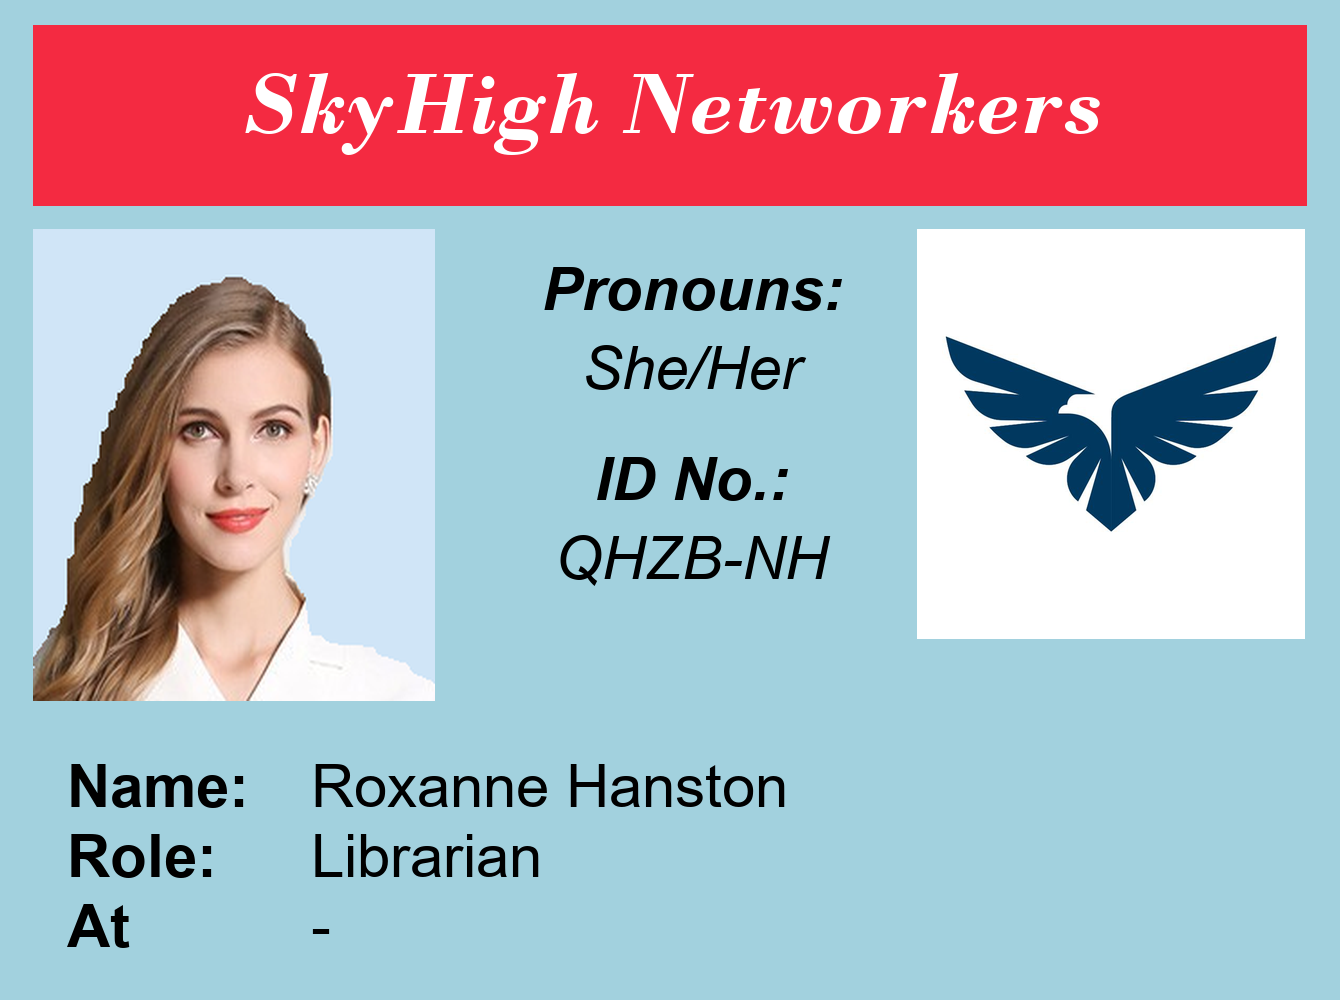 SkyHigh Networkers
Pronouns:
She/Her
ID No.:
QHZB-NH
Name: Roxanne Hanston
Role: Librarian
At -